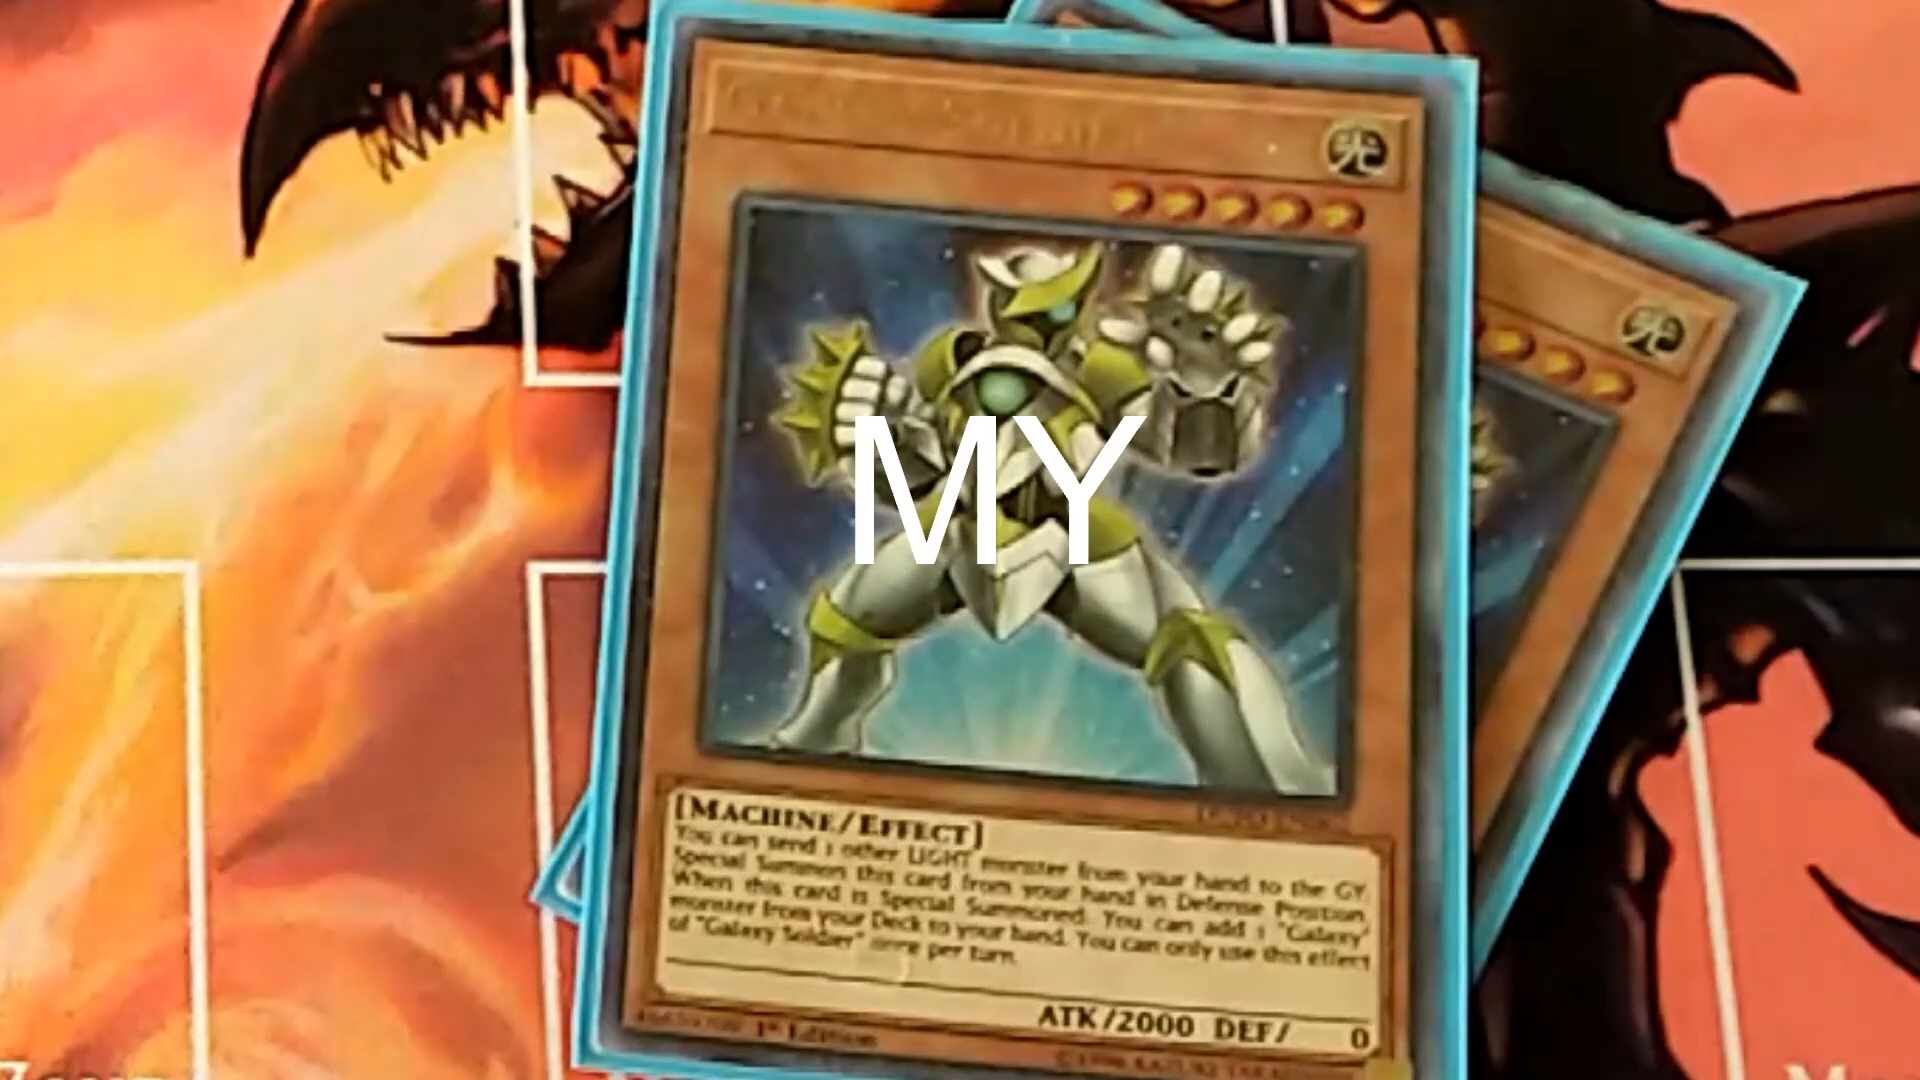 光
光
MY
[MACHINE/EFFECT]
You can send 1 other LIGHT monster from your hand to the GY;
Special Summon this card from your hand in Defense Position.
When this card is Special Summoned: You can add 1 "Galaxy"
monster from your Deck to your hand. You can only use this effect
of "Galaxy Soldier" once per turn.
ATK/2000 DEF/ 0
1st Edition